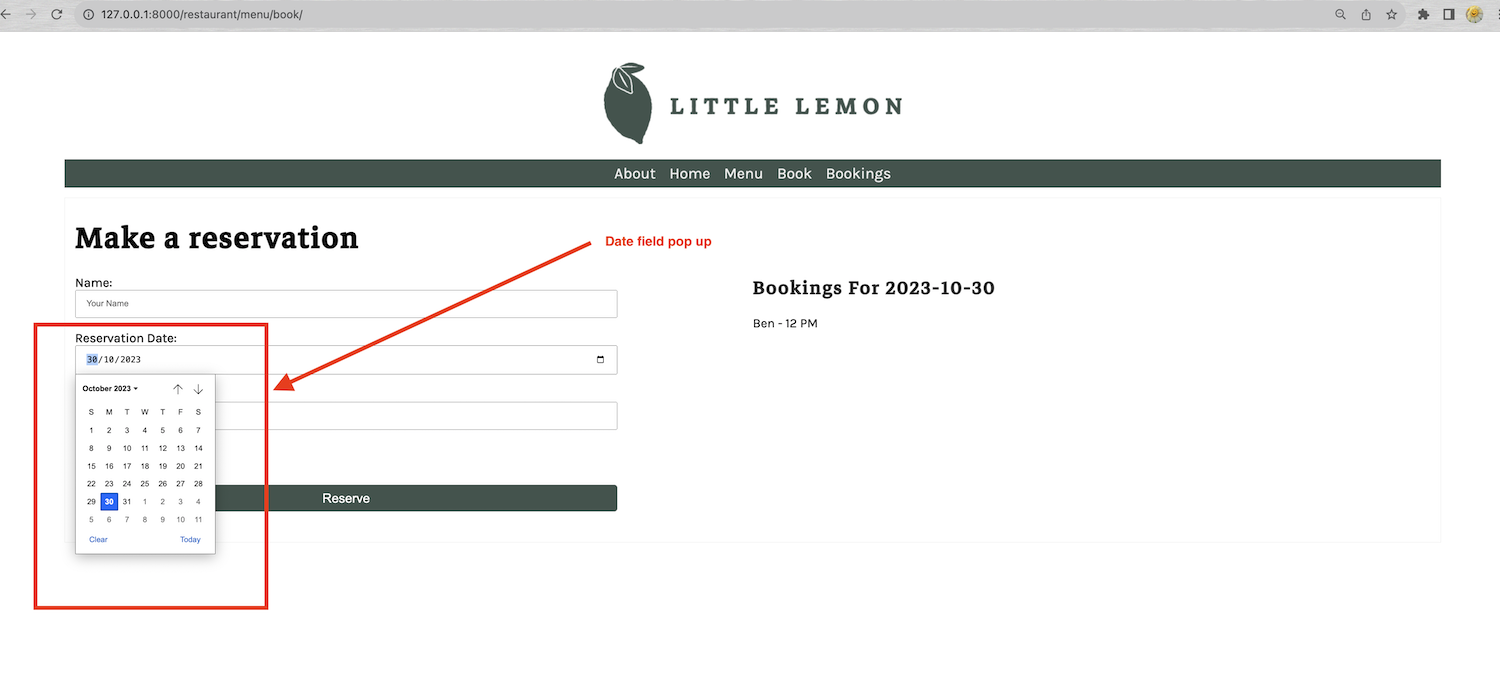 127.0.0.1:8000/restaurant/menu/book/
LITTLE LEMON
About Home Menu Book Bookings
Make a reservation
Date field pop up
Name:
Your Name
Reservation Date:
30/10/2023
October 2023
S M T W T F S
1 2 3 4 5 6 7
8 9 10 11 12 13 14
15 16 17 18 19 20 21
22 23 24 25 26 27 28
29 30 31 1 2 3 4
5 6 7 8 9 10 11
Clear Today
Reserve
Bookings For 2023-10-30
Ben - 12 PM